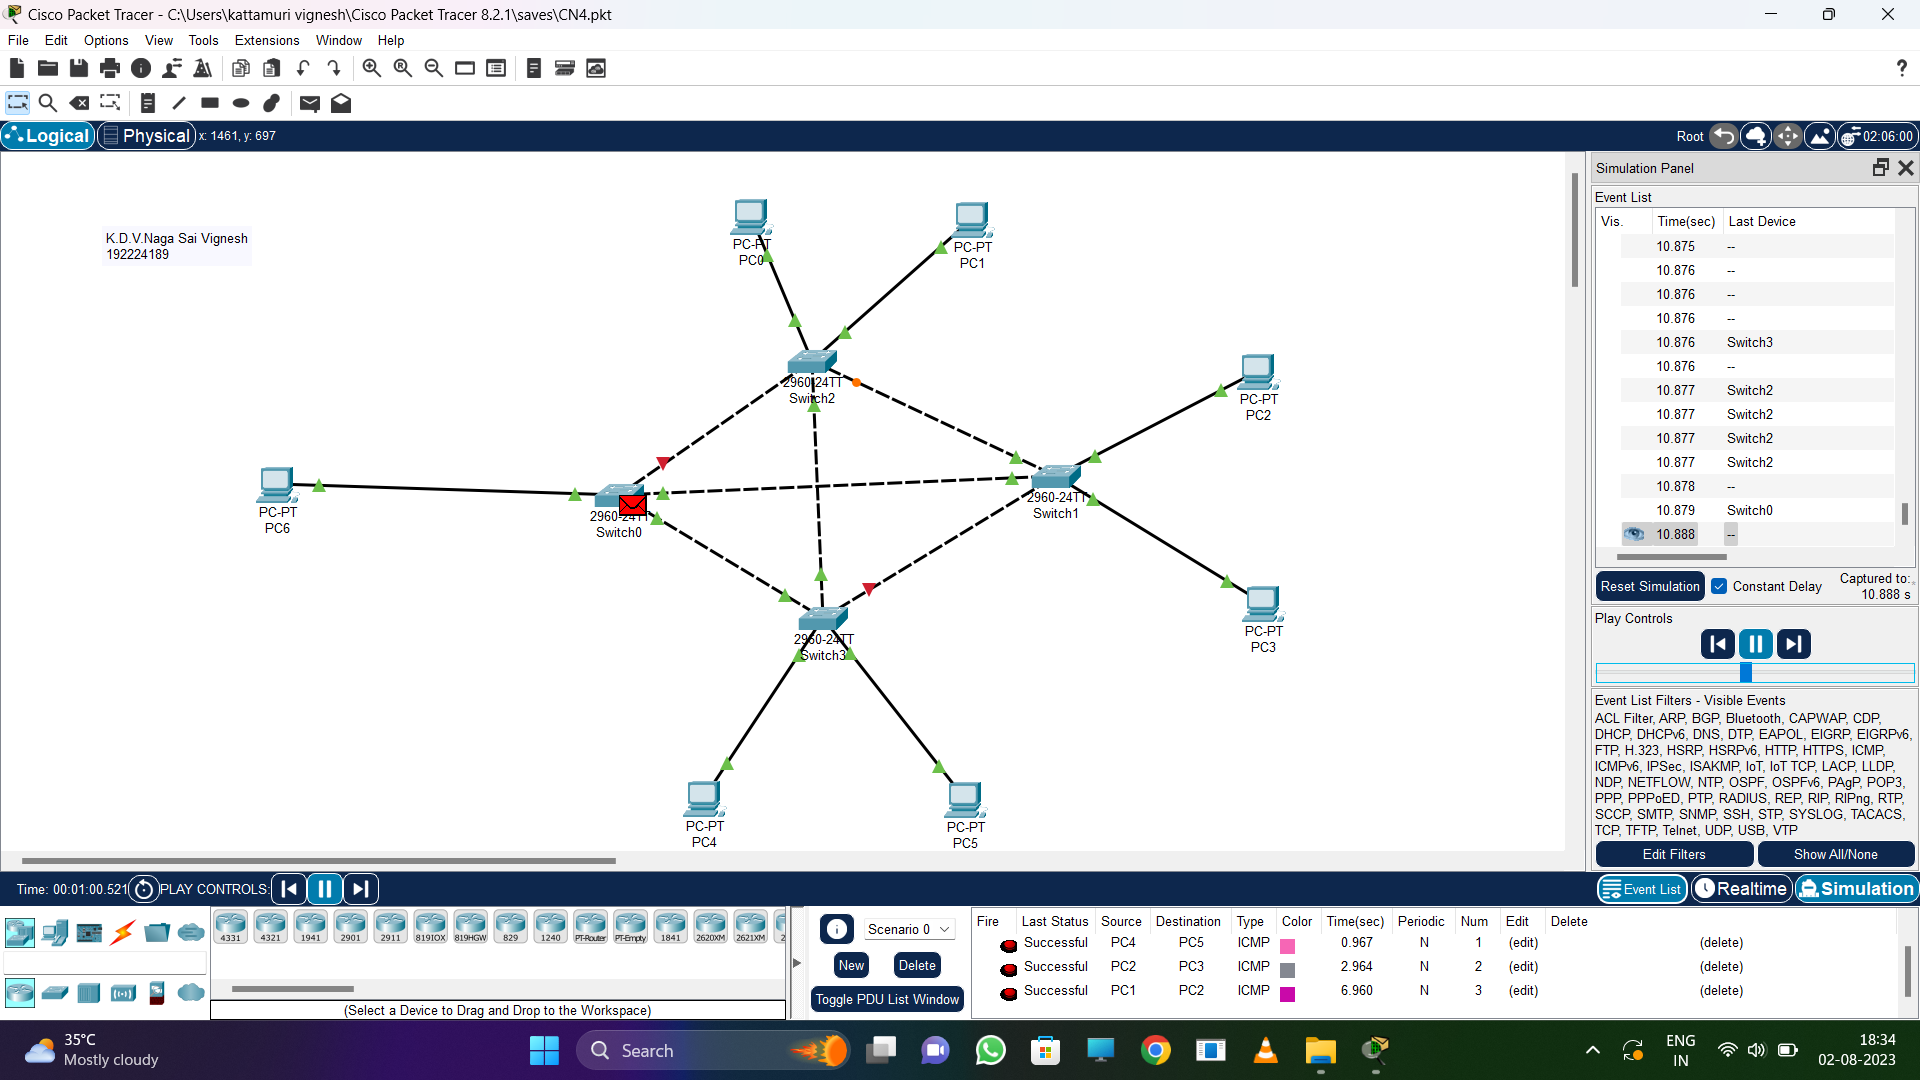 Cisco Packet Tracer - C:\Users\kattamuri vignesh\Cisco Packet Tracer 8.2.1\saves\CN4.pkt
File Edit Options View Tools Extensions Window Help
?
Logical Physical x: 1461, y: 697 Root 02:06:00
K.D.V.Naga Sai Vignesh
192224189
PC-PT
PC0
PC-PT
PC1
2960-24TT
Switch2
PC-PT
PC2
PC-PT
PC6
2960-24TT
Switch0
2960-24TT
Switch1
PC-PT
PC3
2960-24TT
Switch3
PC-PT
PC4
PC-PT
PC5
Simulation Panel
Event List
Vis. Time(sec) Last Device
10.875 --
10.876 --
10.876 --
10.876 --
10.876 Switch3
10.876 --
10.877 Switch2
10.877 Switch2
10.877 Switch2
10.877 Switch2
10.878 --
10.879 Switch0
10.888 --
Reset Simulation Constant Delay Captured to:
10.888 s
Play Controls
Event List Filters - Visible Events
ACL Filter, ARP, BGP, Bluetooth, CAPWAP, CDP,
DHCP, DHCPv6, DNS, DTP, EAPOL, EIGRP, EIGRPv6,
FTP, H.323, HSRP, HSRPv6, HTTP, HTTPS, ICMP,
ICMPv6, IPSec, ISAKMP, IoT, IoT TCP, LACP, LLDP,
NDP, NETFLOW, NTP, OSPF, OSPFv6, PAgP, POP3,
PPP, PPPoED, PTP, RADIUS, REP, RIP, RIPng, RTP,
SCCP, SMTP, SNMP, SSH, STP, SYSLOG, TACACS,
TCP, TFTP, Telnet, UDP, USB, VTP
Edit Filters Show All/None
Time: 00:01:00.521 PLAY CONTROLS: Event List Realtime Simulation
4331 4321 1941 2901 2911 819IOX 819HGW 829 1240 PT-Router PT-Empty 1841 2620XM 2621XM
(Select a Device to Drag and Drop to the Workspace)
Scenario 0
New Delete
Toggle PDU List Window
Fire Last Status Source Destination Type Color Time(sec) Periodic Num Edit Delete
Successful PC4 PC5 ICMP 0.967 N 1 (edit) (delete)
Successful PC2 PC3 ICMP 2.964 N 2 (edit) (delete)
Successful PC1 PC2 ICMP 6.960 N 3 (edit) (delete)
35°C
Mostly cloudy
Search
ENG
IN
18:34
02-08-2023